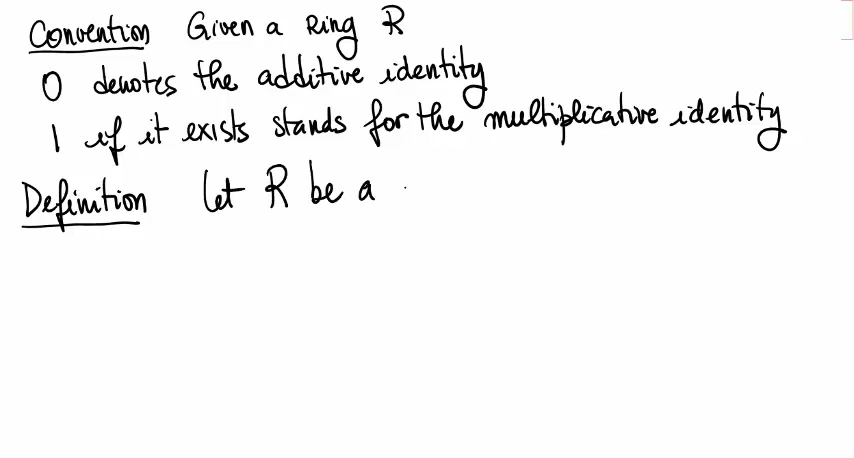 Convention Given a Ring R
0 denotes the additive identity
1 if it exists stands for the multiplicative identity
Definition Let R be a